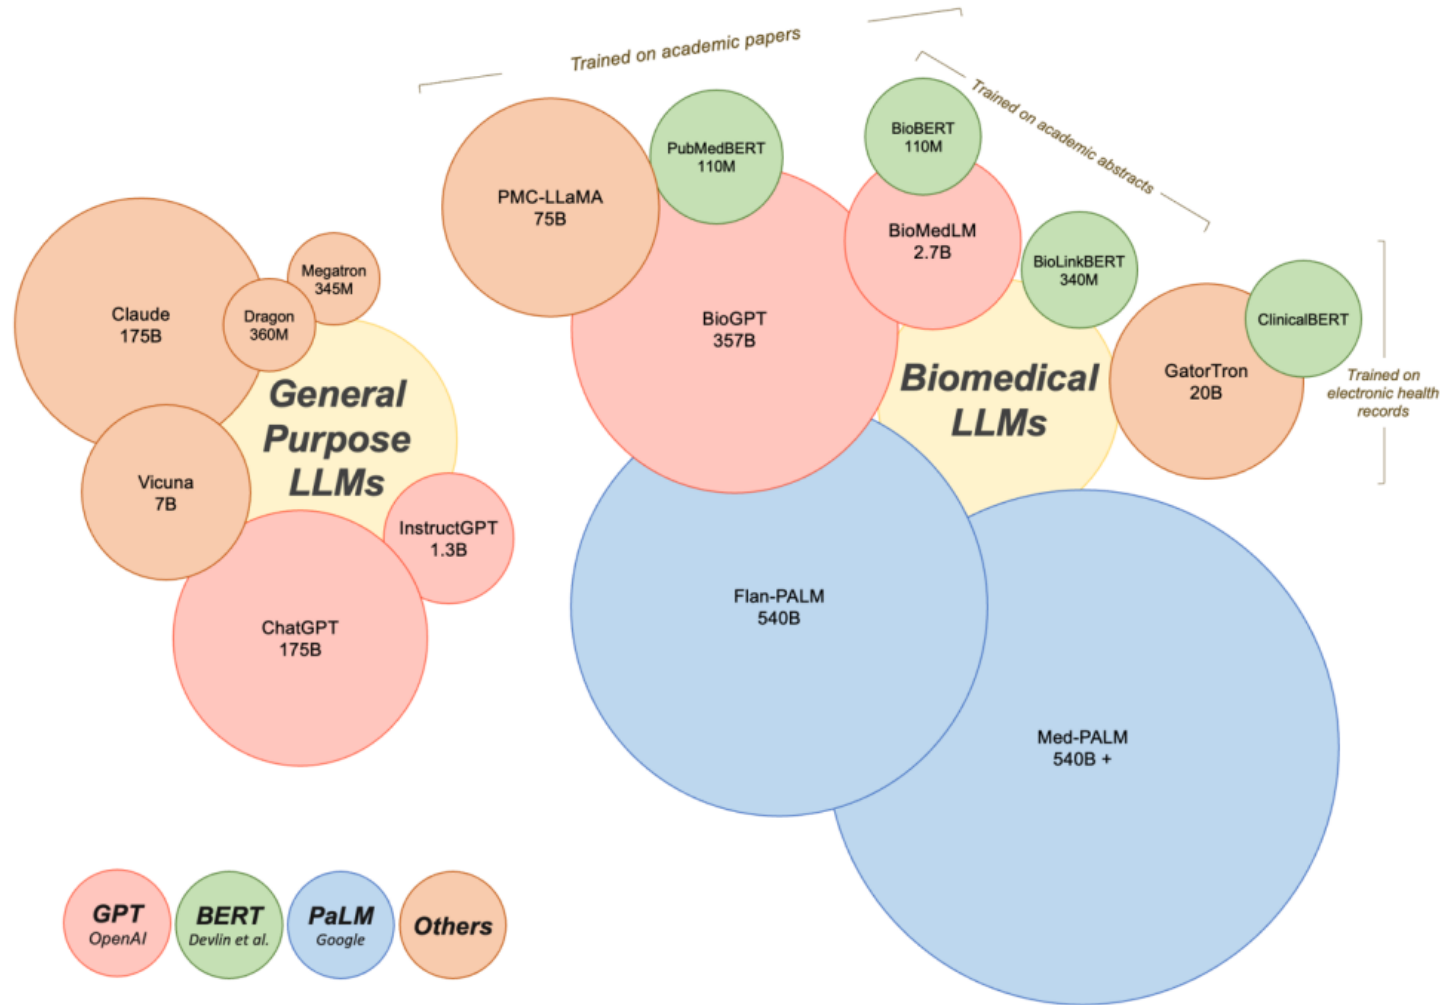 Trained on academic papers
Trained on academic abstracts
PubMedBERT
110M
BioBERT
110M
PMC-LLaMA
75B
BioMedLM
2.7B
BioLinkBERT
340M
Megatron
345M
Claude
175B
Dragon
360M
BioGPT
357B
ClinicalBERT
GatorTron
20B
Trained on
electronic health
records
General
Purpose
LLMs
Biomedical
LLMs
Vicuna
7B
InstructGPT
1.3B
ChatGPT
175B
Flan-PALM
540B
Med-PALM
540B +
GPT
OpenAI
BERT
Devlin et al.
PaLM
Google
Others